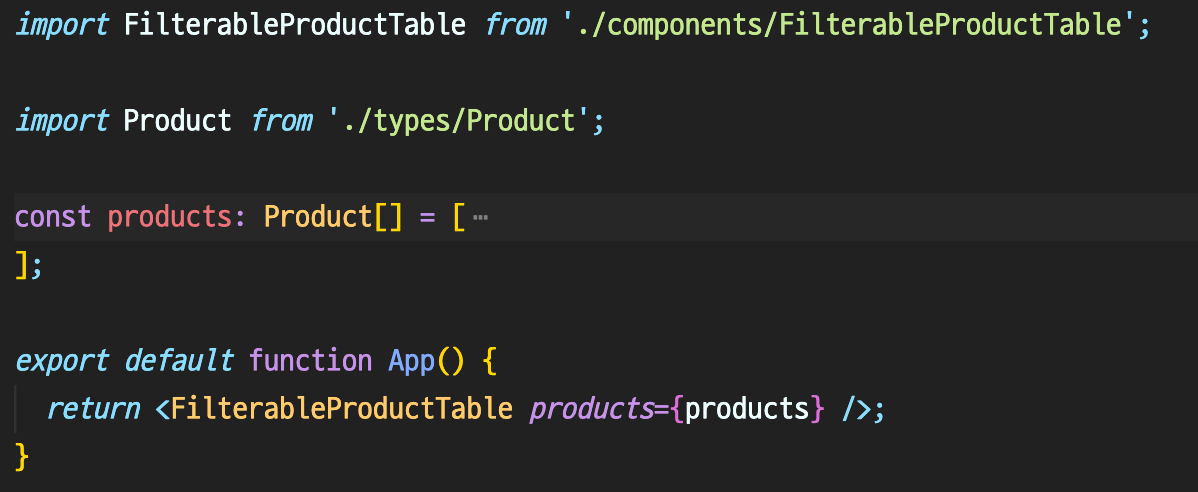 import FilterableProductTable from './components/FilterableProductTable';
import Product from './types/Product';
const products: Product[] = [ ⋯
];
export default function App() {
return <FilterableProductTable products={products} />;
}